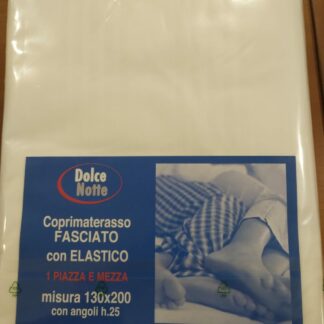 Dolce
Notte
Coprimaterasso
FASCIATO
con ELASTICO
1 PIAZZA E MEZZA
misura 130x200
con angoli h.25